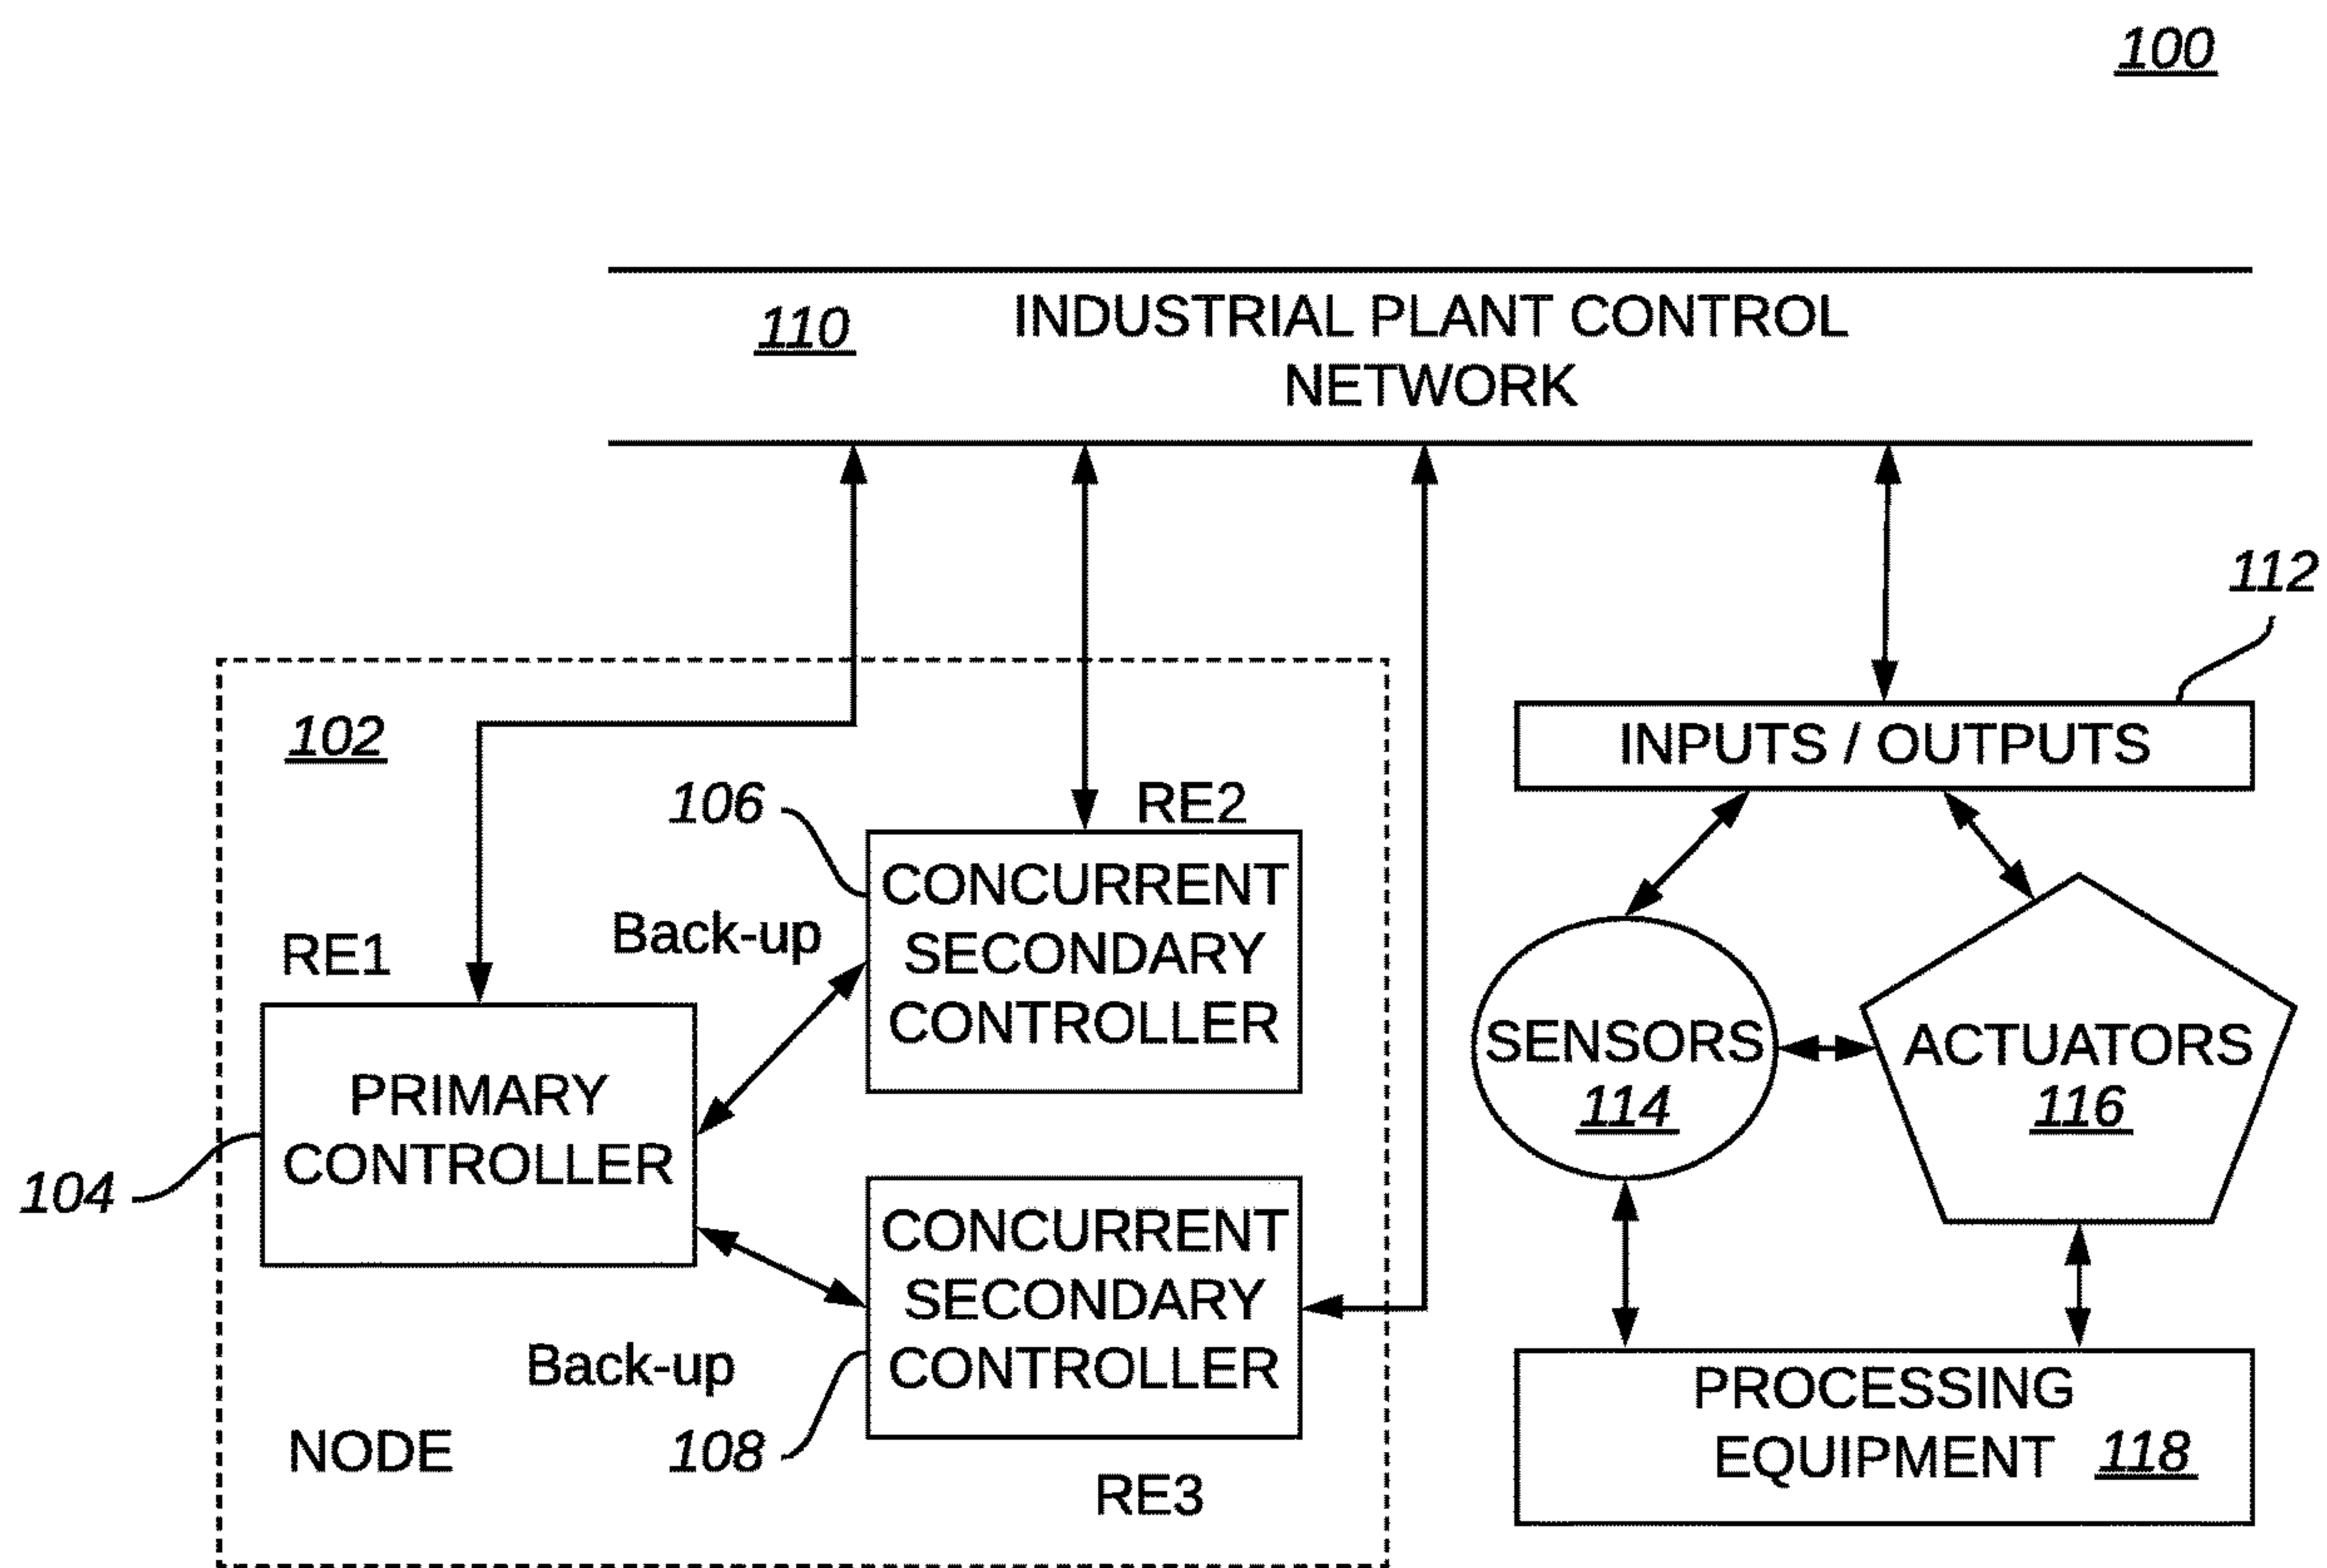 100
110
INDUSTRIAL PLANT CONTROL
NETWORK
112
102
INPUTS / OUTPUTS
106
RE2
CONCURRENT
SECONDARY
CONTROLLER
Back-up
RE1
PRIMARY
CONTROLLER
104
SENSORS
114
ACTUATORS
116
CONCURRENT
SECONDARY
CONTROLLER
Back-up
108
NODE
RE3
PROCESSING
EQUIPMENT 118